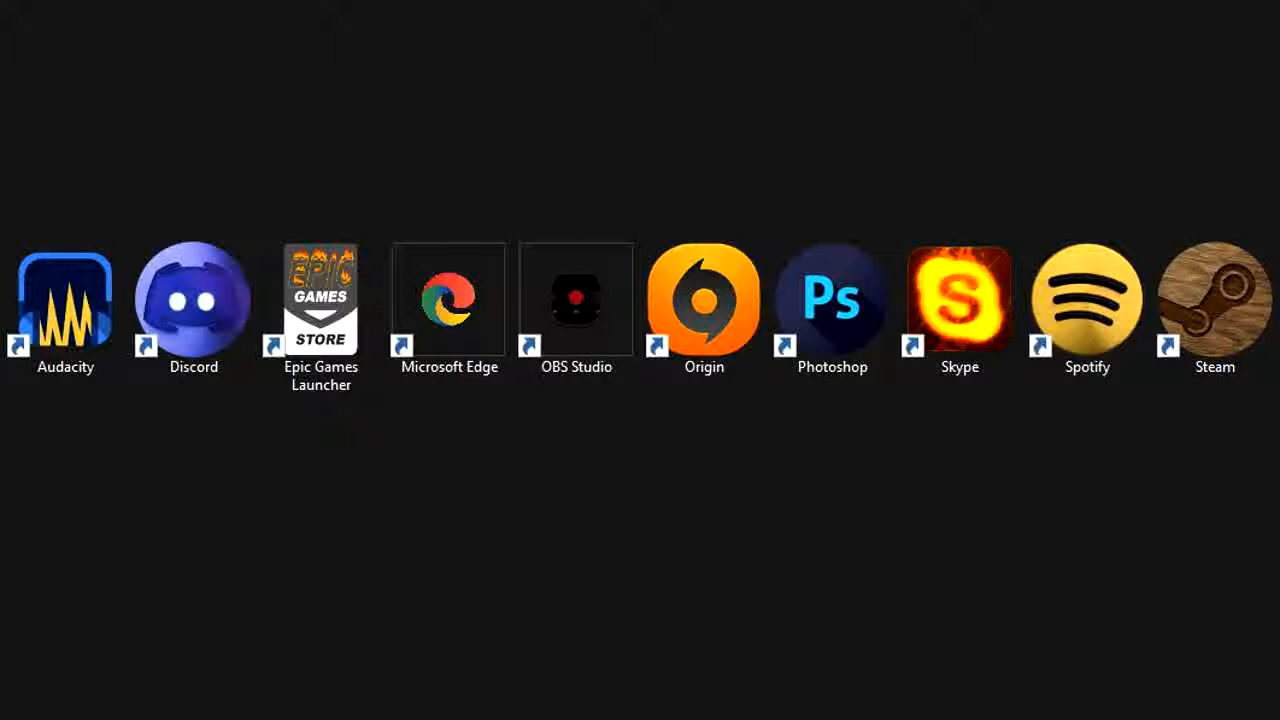 EPIC
GAMES
STORE
Ps
S
Audacity
Discord
Epic Games
Launcher
Microsoft Edge
OBS Studio
Origin
Photoshop
Skype
Spotify
Steam